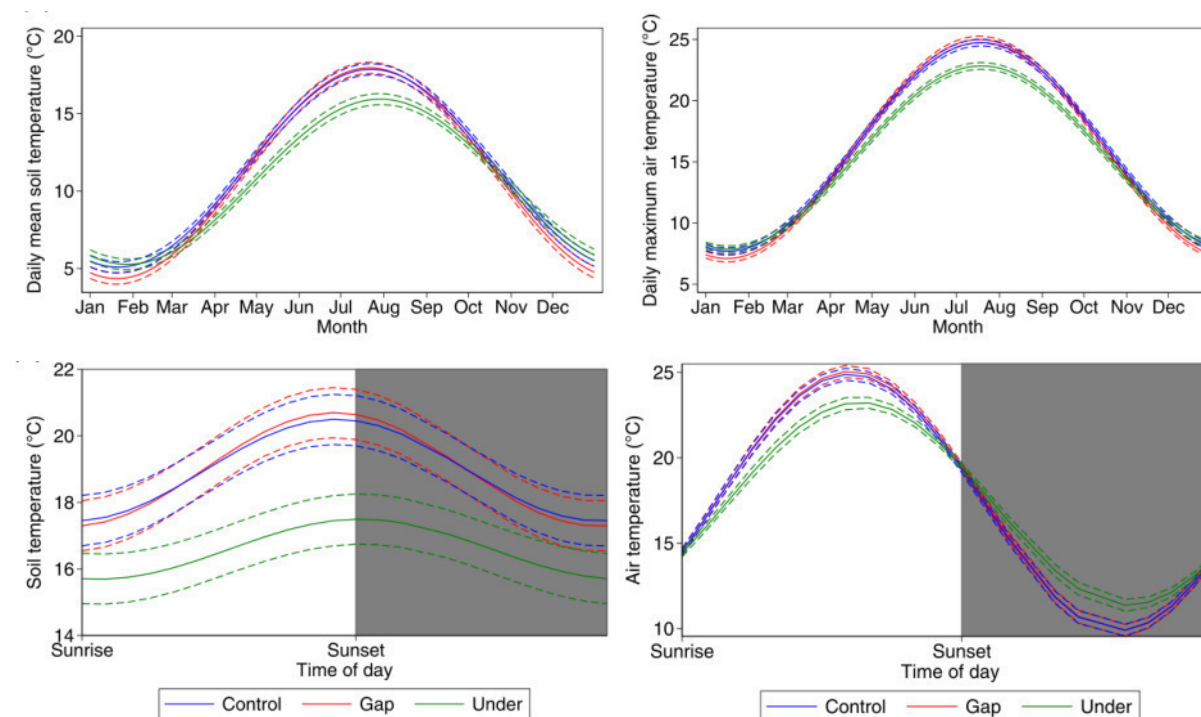 Daily mean soil temperature (°C)
20
15
10
5
Jan Feb Mar Apr May Jun Jul Aug Sep Oct Nov Dec
Month
Daily maximum air temperature (°C)
25
20
15
10
5
Jan Feb Mar Apr May Jun Jul Aug Sep Oct Nov Dec
Month
Soil temperature (°C)
22
20
18
16
14
Sunrise Sunset
Time of day
Control Gap Under
Air temperature (°C)
25
20
15
10
Sunrise Sunset
Time of day
Control Gap Under